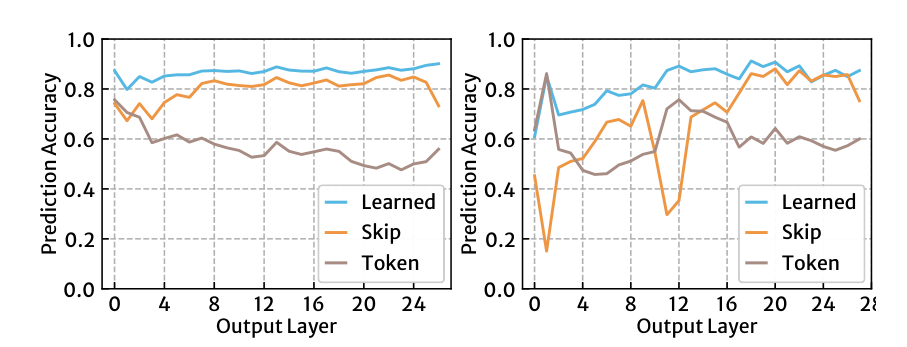 Prediction Accuracy
1.0
0.8
0.6
0.4
0.2
0.0
Learned
Skip
Token
0 4 8 12 16 20 24
Output Layer
Prediction Accuracy
1.0
0.8
0.6
0.4
0.2
0.0
Learned
Skip
Token
0 4 8 12 16 20 24 28
Output Layer